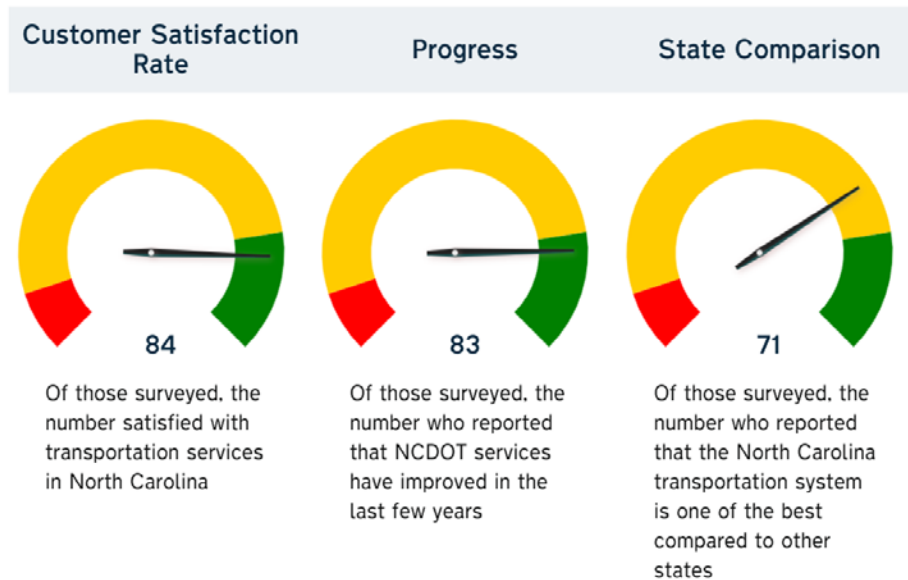 Customer Satisfaction
Rate
Progress
State Comparison
84
Of those surveyed, the
number satisfied with
transportation services
in North Carolina
83
Of those surveyed, the
number who reported
that NCDOT services
have improved in the
last few years
71
Of those surveyed, the
number who reported
that the North Carolina
transportation system
is one of the best
compared to other
states